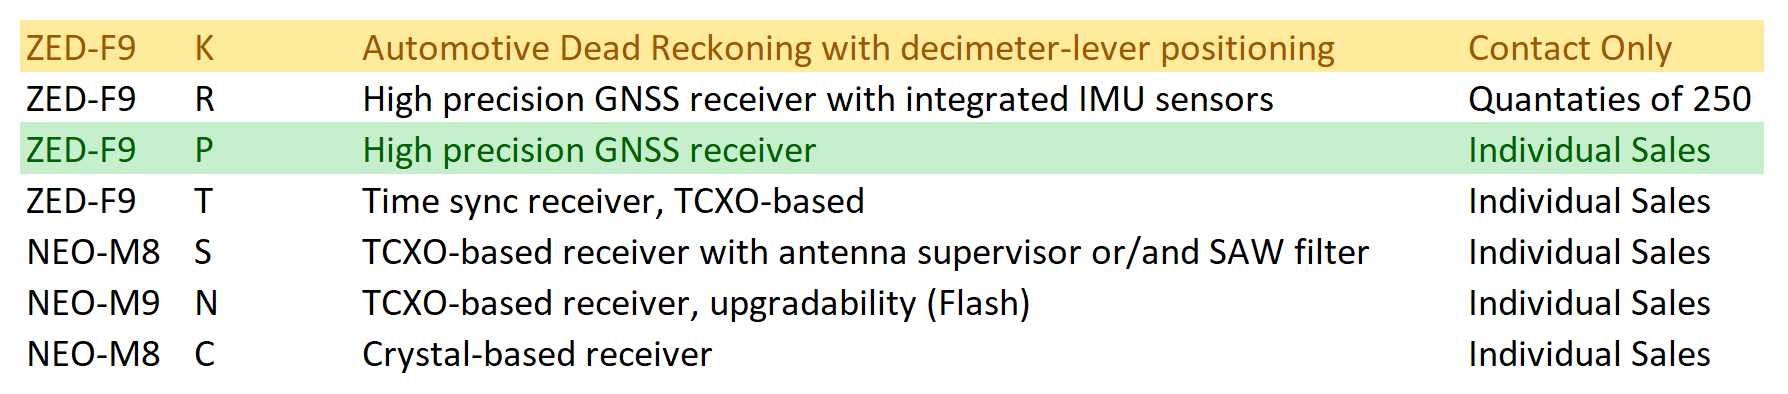 ZED-F9 K Automotive Dead Reckoning with decimeter-lever positioning Contact Only
ZED-F9 R High precision GNSS receiver with integrated IMU sensors Quantaties of 250
ZED-F9 P High precision GNSS receiver Individual Sales
ZED-F9 T Time sync receiver, TCXO-based Individual Sales
NEO-M8 S TCXO-based receiver with antenna supervisor or/and SAW filter Individual Sales
NEO-M9 N TCXO-based receiver, upgradability (Flash) Individual Sales
NEO-M8 C Crystal-based receiver Individual Sales